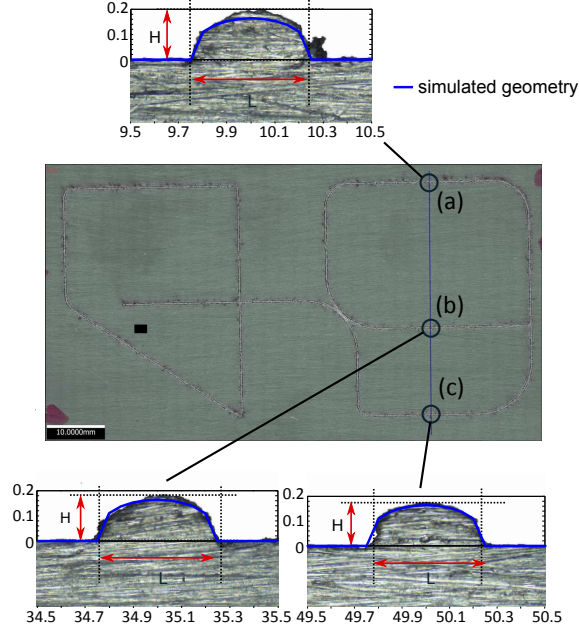 0.2
0.1
0
H
L
9.5 9.7 9.9 10.1 10.3 10.5
simulated geometry
(a)
(b)
(c)
10.0000mm
0.2
0.1
0
H
L
34.5 34.7 34.9 35.1 35.3 35.5
0.2
0.1
0
H
L
49.5 49.7 49.9 50.1 50.3 50.5